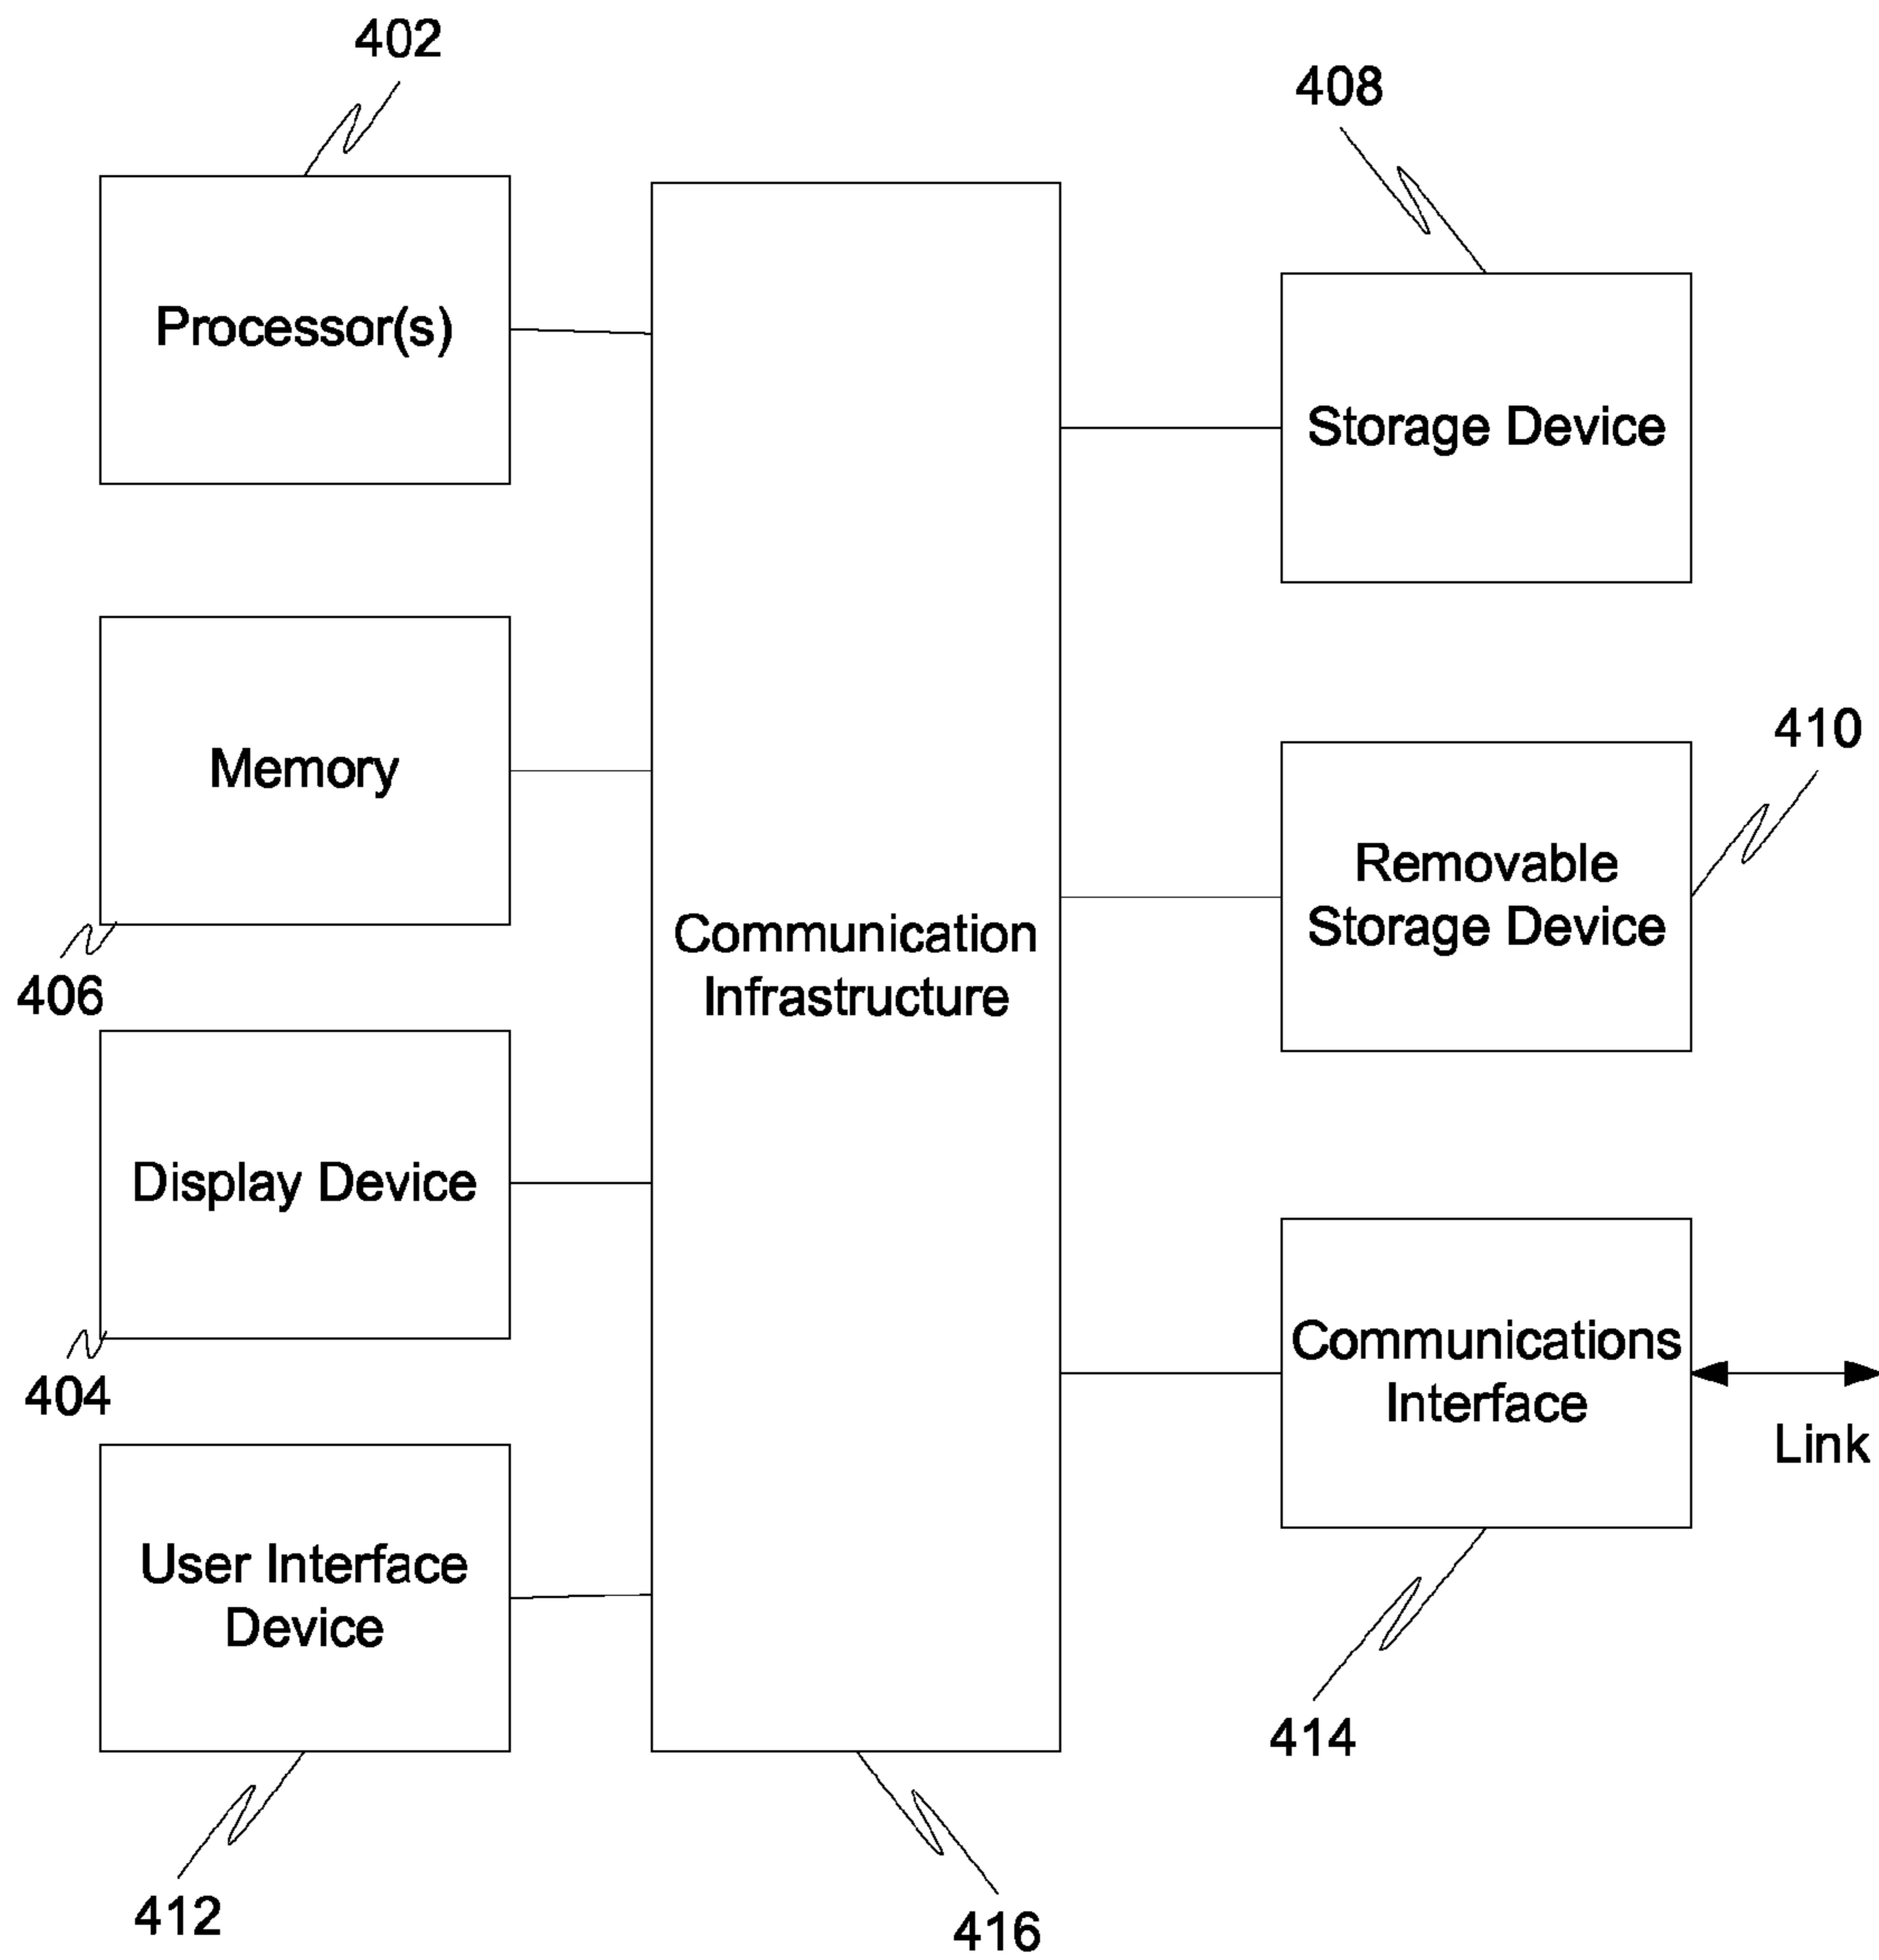 402
408
Processor(s)
Storage Device
Memory
410
Removable
Storage Device
Communication
Infrastructure
406
Display Device
Communications
Interface
404
Link
User Interface
Device
414
412
416